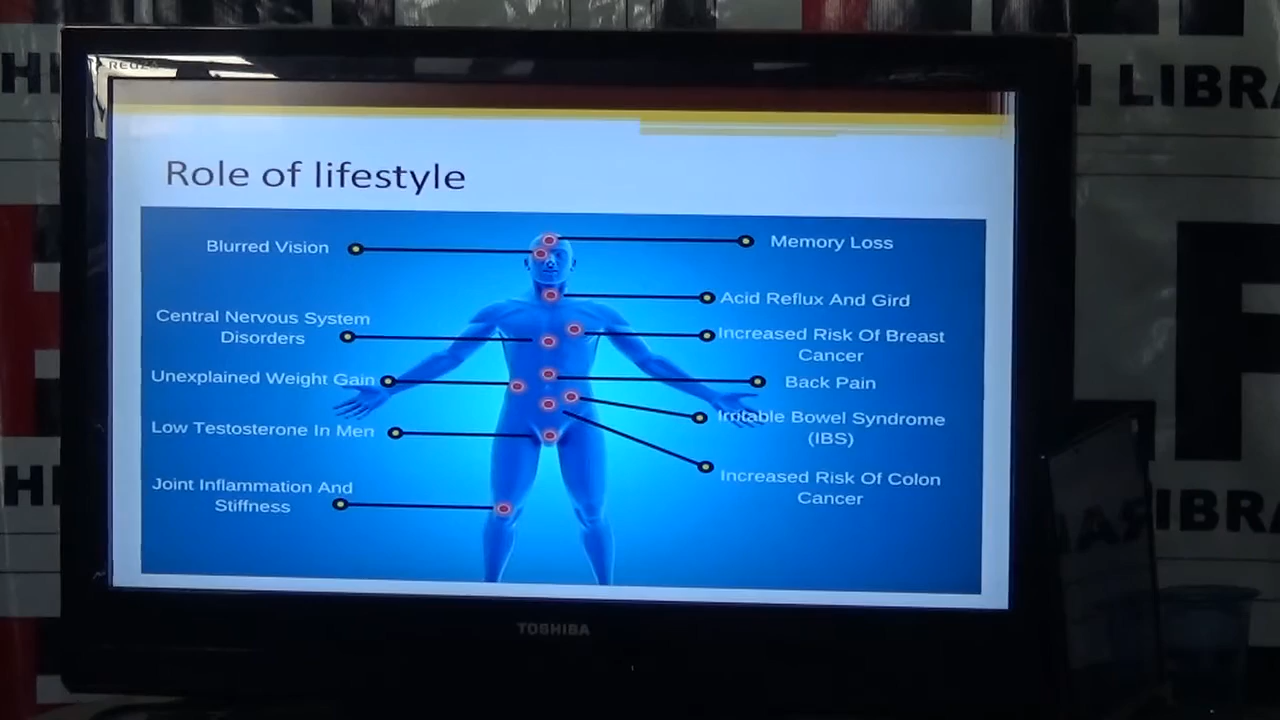 REGZA
Role of lifestyle
Blurred Vision
Memory Loss
Acid Reflux And Gird
Central Nervous System
Disorders
Increased Risk Of Breast
Cancer
Unexplained Weight Gain
Back Pain
Low Testosterone In Men
Irritable Bowel Syndrome
(IBS)
Joint Inflammation And
Stiffness
Increased Risk Of Colon
Cancer
TOSHIBA
H LIBRA
IBRA